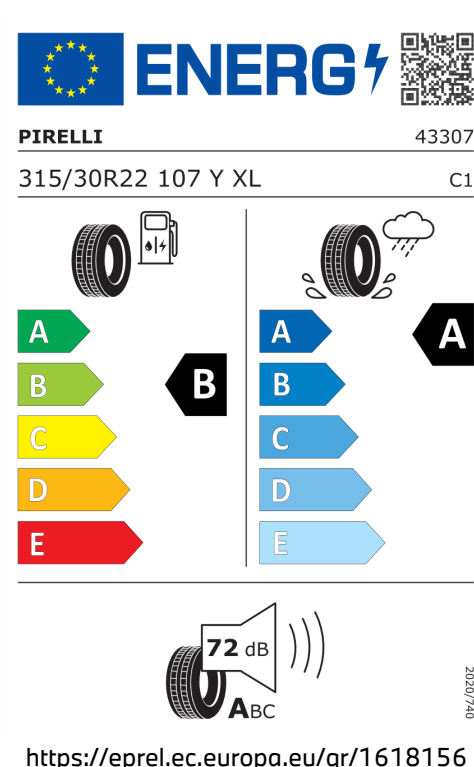 ENERG
PIRELLI 43307
315/30R22 107 Y XL C1
A A A
B B B
C C
D D
E E
72 dB
ABC
2020/740
https://eprel.ec.europa.eu/qr/1618156